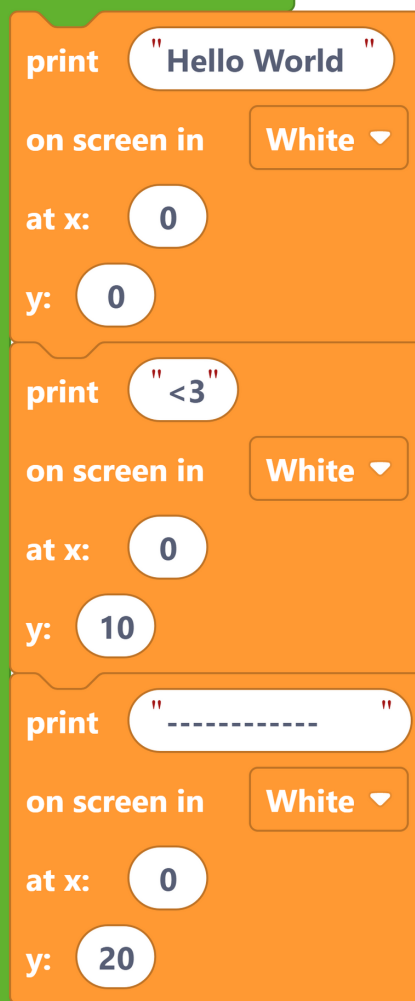 print "Hello World "
on screen in White
at x: 0
y: 0
print "<3"
on screen in White
at x: 0
y: 10
print "------------ "
on screen in White
at x: 0
y: 20